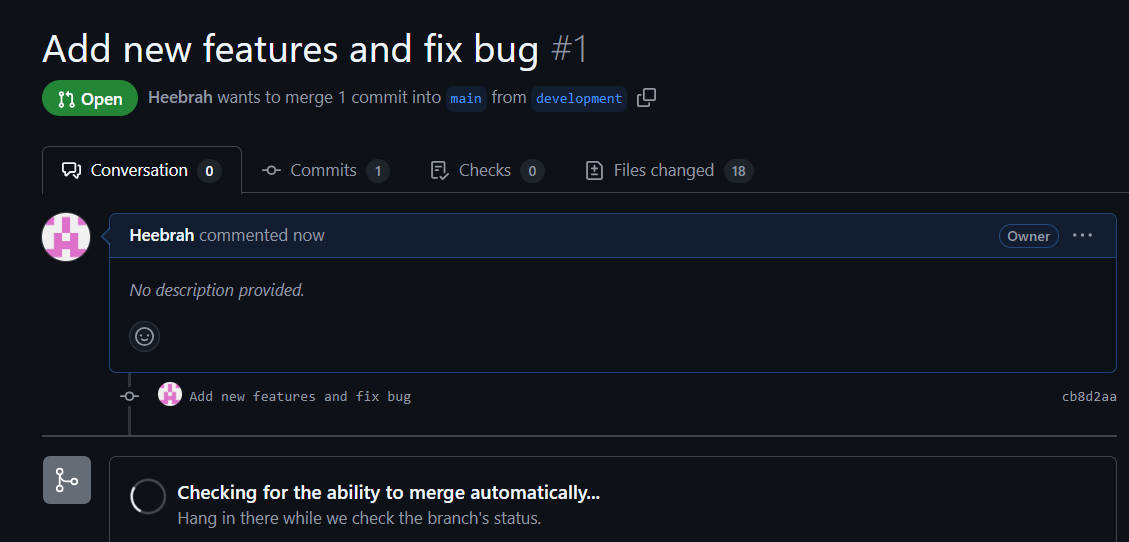 Add new features and fix bug #1
Open Heebrah wants to merge 1 commit into main from development
Conversation 0 Commits 1 Checks 0 Files changed 18
Heebrah commented now Owner
No description provided.
Add new features and fix bug cb8d2aa
Checking for the ability to merge automatically...
Hang in there while we check the branch's status.